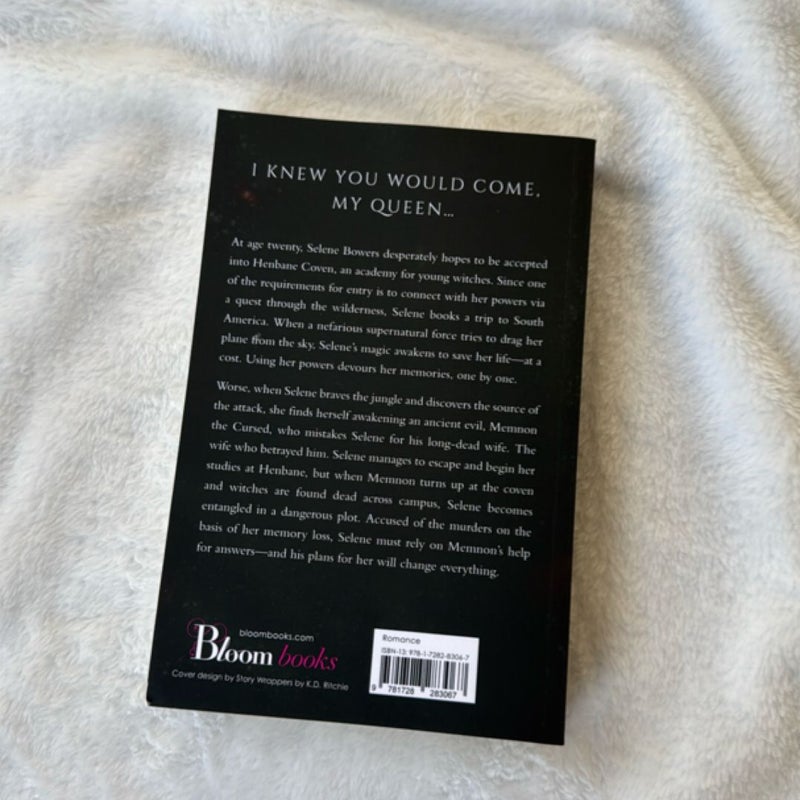 I KNEW YOU WOULD COME,
MY QUEEN...
At age twenty, Selene Bowers desperately hopes to be accepted
into Henbane Coven, an academy for young witches. Since one
of the requirements for entry is to connect with her powers via
a quest through the wilderness, Selene books a trip to South
America. When a nefarious supernatural force tries to drag her
plane from the sky, Selene's magic awakens to save her life—at a
cost. Using her powers devours her memories, one by one.
Worse, when Selene braves the jungle and discovers the source of
the attack, she finds herself awakening an ancient evil, Memnon
the Cursed, who mistakes Selene for his long-dead wife. The
wife who betrayed him. Selene manages to escape and begin her
studies at Henbane, but when Memnon turns up at the coven
and witches are found dead across campus, Selene becomes
entangled in a dangerous plot. Accused of the murders on the
basis of her memory loss, Selene must rely on Memnon's help
for answers—and his plans for her will change everything.
bloombooks.com
Bloom books
Cover design by Story Wrappers by K.D. Ritchie
Romance
ISBN-13: 978-1-7282-8306-7
9 781728 283067